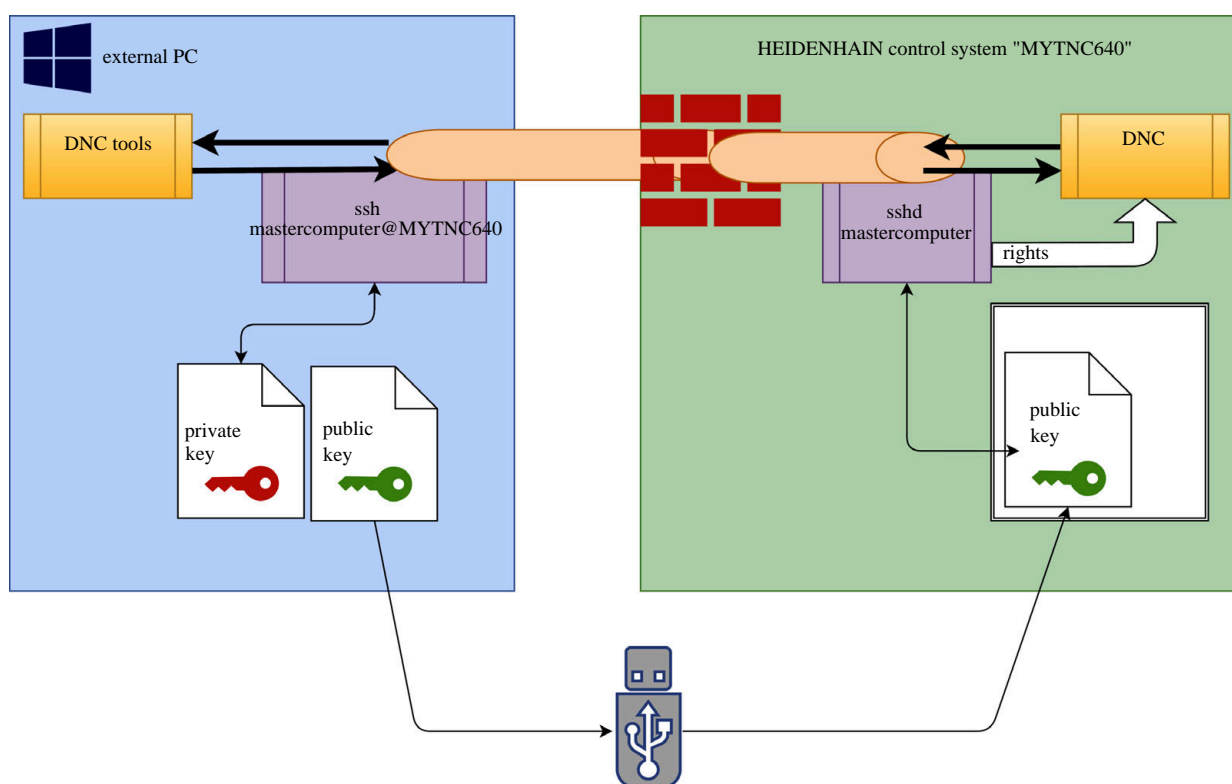 external PC
HEIDENHAIN control system "MYTNC640"
DNC tools
DNC
ssh
mastercomputer@MYTNC640
sshd
mastercomputer
rights
private
key
public
key
public
key